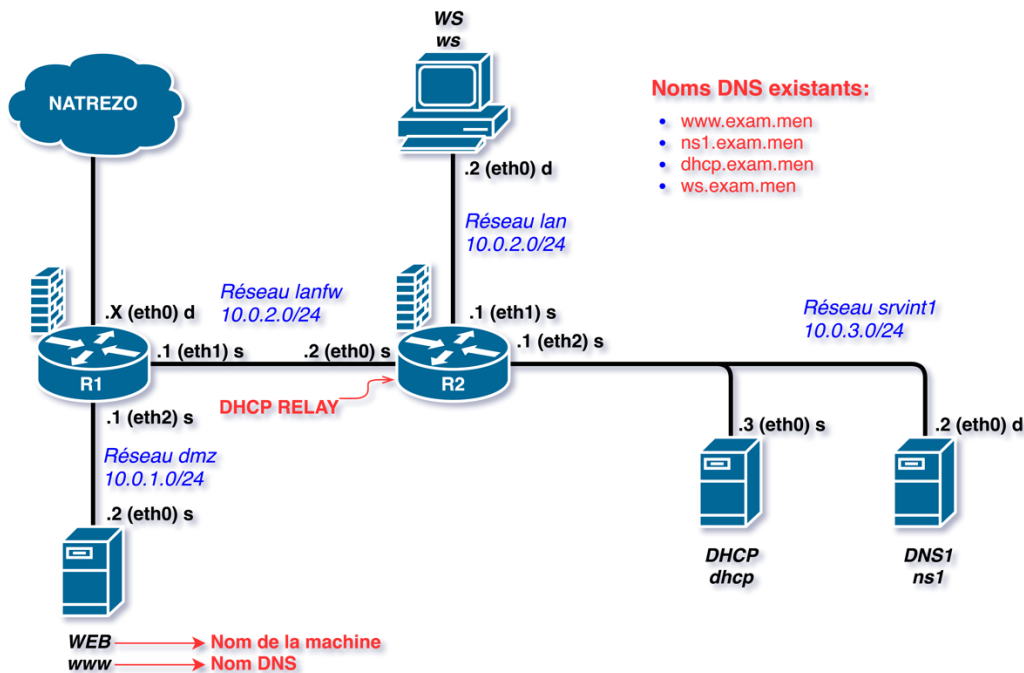 WS
ws
NATREZO
Noms DNS existants:
www.exam.men
ns1.exam.men
dhcp.exam.men
ws.exam.men
.2 (eth0) d
Réseau lan
10.0.2.0/24
Réseau lanfw
10.0.2.0/24
.X (eth0) d
.1 (eth1) s
.2 (eth0) s
.1 (eth1) s
.1 (eth2) s
Réseau srvint1
10.0.3.0/24
R1
R2
DHCP RELAY
.1 (eth2) s
Réseau dmz
10.0.1.0/24
.2 (eth0) s
.3 (eth0) s
.2 (eth0) d
DHCP
dhcp
DNS1
ns1
WEB
Nom de la machine
www
Nom DNS